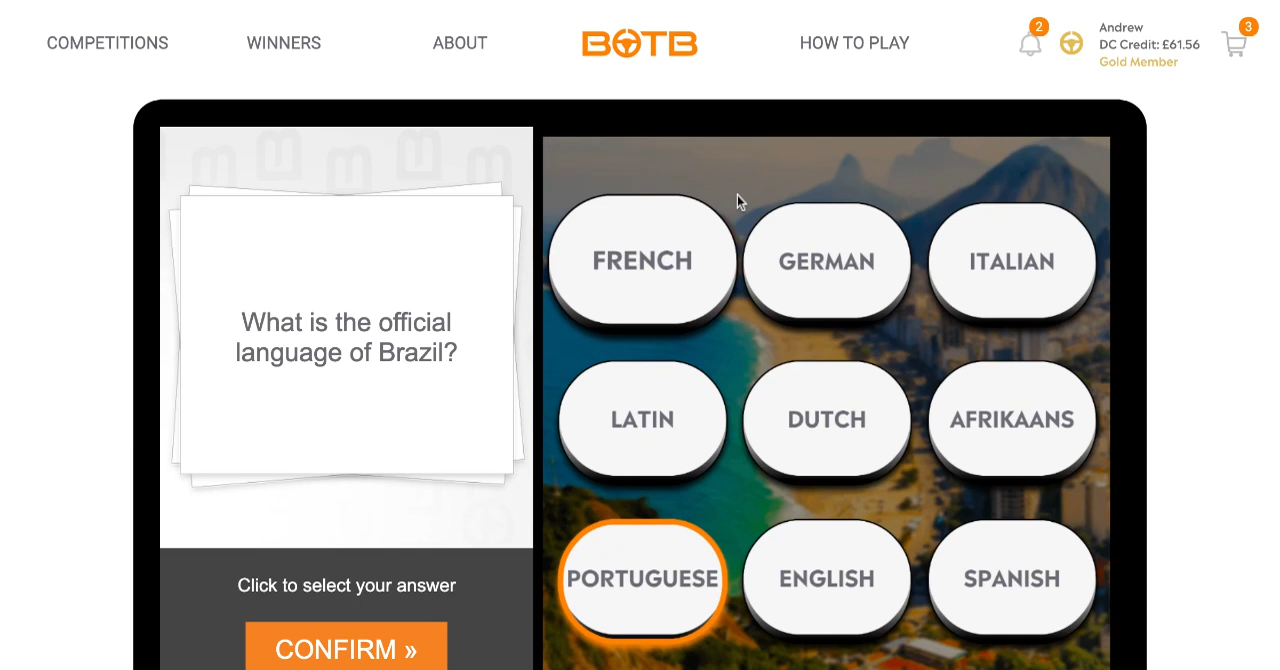 COMPETITIONS
WINNERS
ABOUT
BOTB
HOW TO PLAY
2
Andrew
DC Credit: £61.56
Gold Member
3
What is the official
language of Brazil?
Click to select your answer
CONFIRM »
FRENCH
GERMAN
ITALIAN
LATIN
DUTCH
AFRIKAANS
PORTUGUESE
ENGLISH
SPANISH